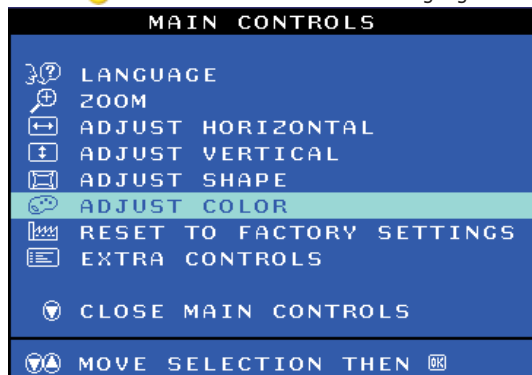 MAIN CONTROLS
LANGUAGE
ZOOM
ADJUST HORIZONTAL
ADJUST VERTICAL
ADJUST SHAPE
ADJUST COLOR
RESET TO FACTORY SETTINGS
EXTRA CONTROLS
CLOSE MAIN CONTROLS
MOVE SELECTION THEN OK